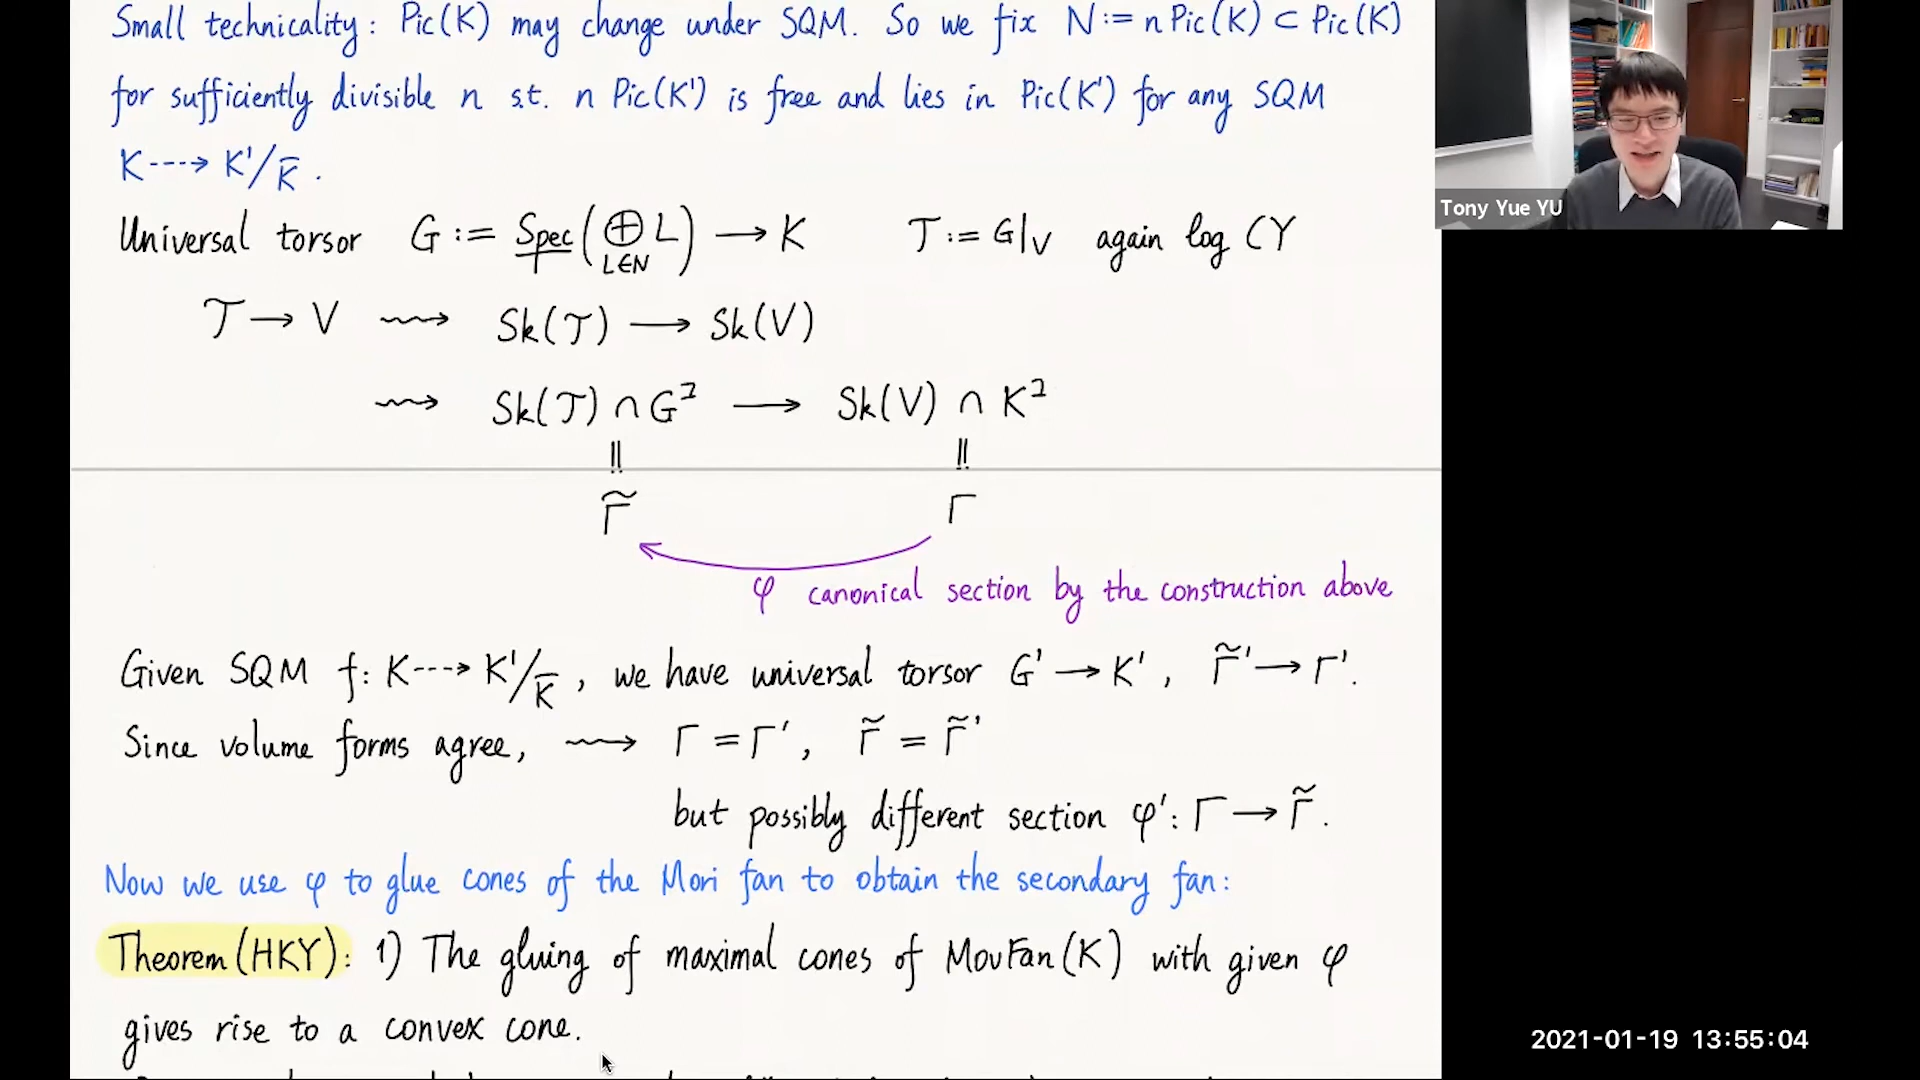 Small technicality: Pic(K) may change under SQM. So we fix N := n Pic(K) ⊂ Pic(K)
for sufficiently divisible n s.t. n Pic(K') is free and lies in Pic(K') for any SQM
K ⇢ K'/K̄ .
Universal torsor G := Spec(⊕_{L∈N} L) → K 𝒯 := G|_V again log CY
𝒯 → V ⇝ Sk(𝒯) → Sk(V)
⇝ Sk(𝒯) ∩ G^ℶ → Sk(V) ∩ K^ℶ
|| ||
Γ̃ Γ
φ canonical section by the construction above
Given SQM f: K ⇢ K'/K̄ , we have universal torsor G' → K' , Γ̃' → Γ'.
Since volume forms agree, ⇝ Γ = Γ' , Γ̃ = Γ̃'
but possibly different section φ': Γ → Γ̃ .
Now we use φ to glue cones of the Mori fan to obtain the secondary fan:
Theorem (HKY): 1) The gluing of maximal cones of MovFan(K) with given φ
gives rise to a convex cone.
Tony Yue YU
2021-01-19 13:55:04